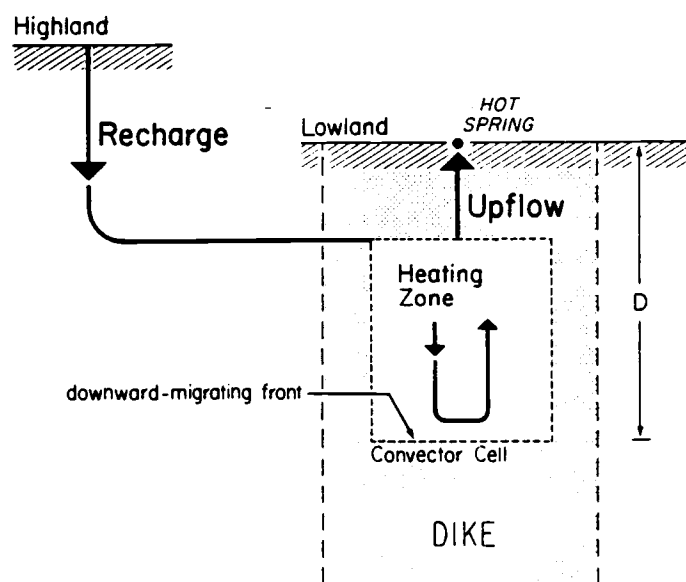 Highland
HOT
SPRING
Recharge
Lowland
Upflow
Heating
Zone
D
downward-migrating front
Convector Cell
DIKE